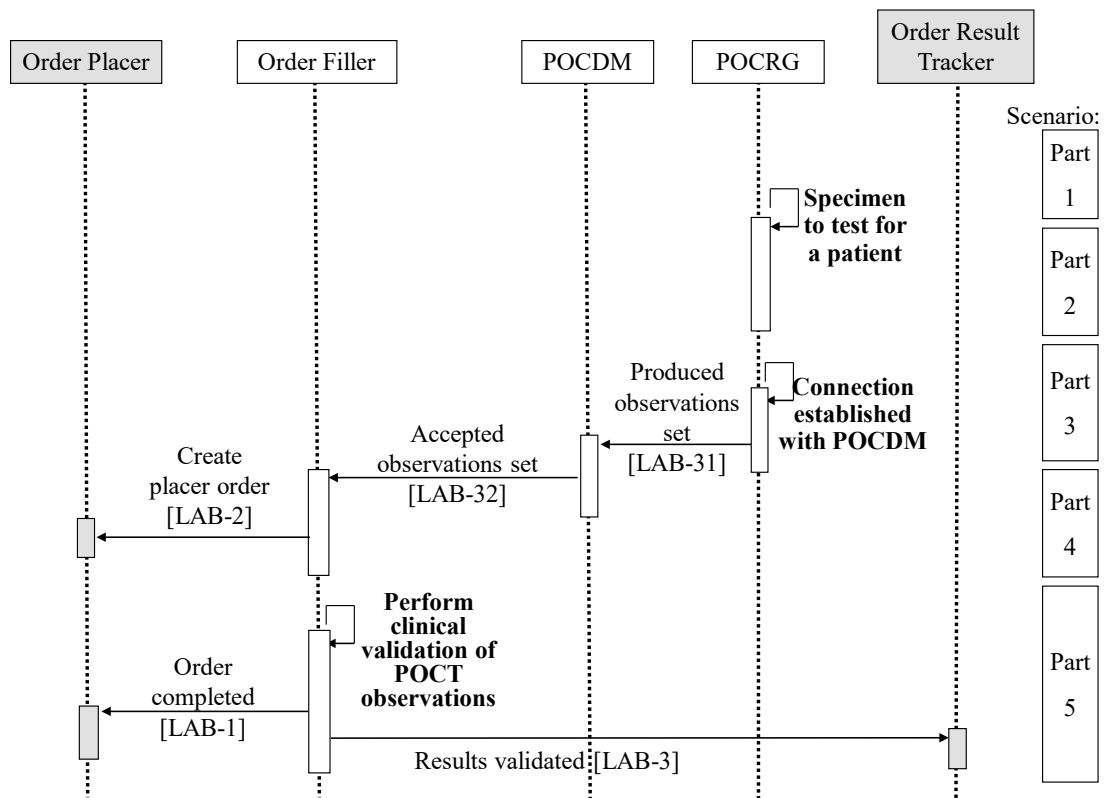 Order Placer
Order Filler
POCDM
POCRG
Order Result
Tracker
Scenario:
Part
1
Specimen
to test for
a patient
Part
2
Connection
established
with POCDM
Produced
observations
set
[LAB-31]
Part
3
Accepted
observations set
[LAB-32]
Create
placer order
[LAB-2]
Part
4
Perform
clinical
validation of
POCT
observations
Order
completed
[LAB-1]
Results validated [LAB-3]
Part
5